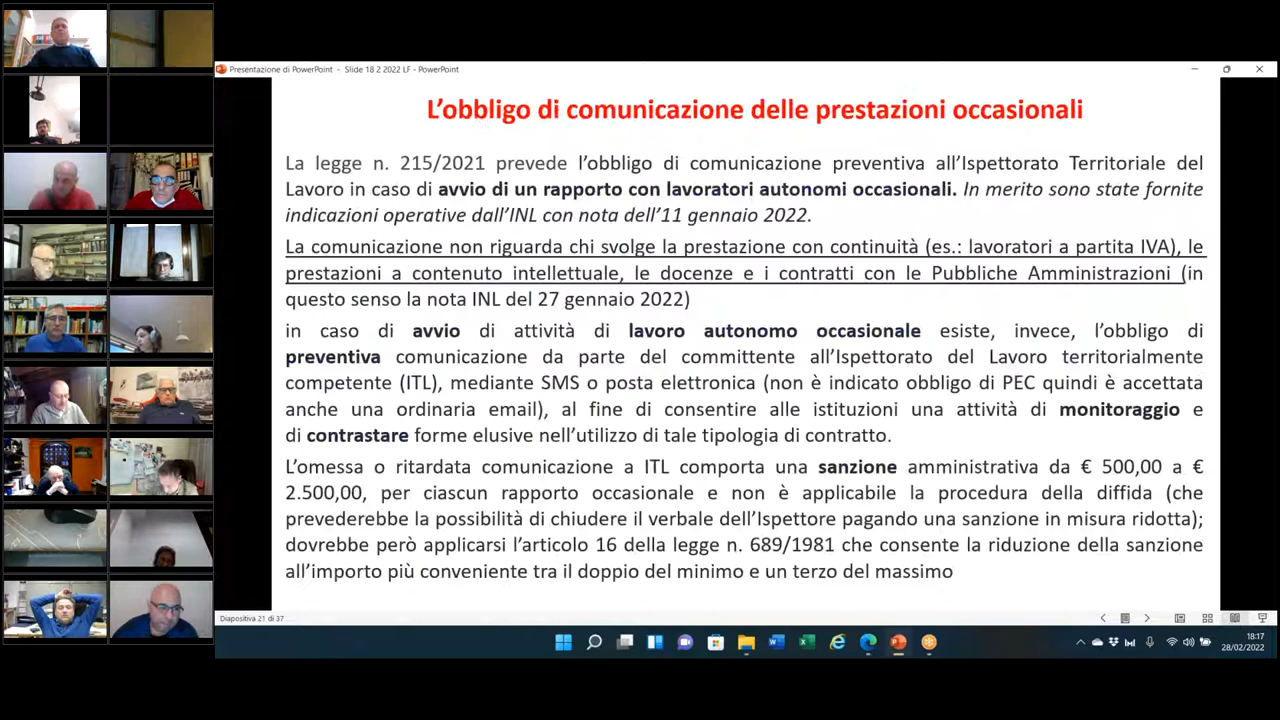 Presentazione di PowerPoint - Slide 18 2 2022 LF - PowerPoint
L'obbligo di comunicazione delle prestazioni occasionali
La legge n. 215/2021 prevede l'obbligo di comunicazione preventiva all'Ispettorato Territoriale del
Lavoro in caso di avvio di un rapporto con lavoratori autonomi occasionali. In merito sono state fornite
indicazioni operative dall'INL con nota dell'11 gennaio 2022.
La comunicazione non riguarda chi svolge la prestazione con continuità (es.: lavoratori a partita IVA), le
prestazioni a contenuto intellettuale, le docenze e i contratti con le Pubbliche Amministrazioni (in
questo senso la nota INL del 27 gennaio 2022)
in caso di avvio di attività di lavoro autonomo occasionale esiste, invece, l'obbligo di
preventiva comunicazione da parte del committente all'Ispettorato del Lavoro territorialmente
competente (ITL), mediante SMS o posta elettronica (non è indicato obbligo di PEC quindi è accettata
anche una ordinaria email), al fine di consentire alle istituzioni una attività di monitoraggio e
di contrastare forme elusive nell'utilizzo di tale tipologia di contratto.
L'omessa o ritardata comunicazione a ITL comporta una sanzione amministrativa da € 500,00 a €
2.500,00, per ciascun rapporto occasionale e non è applicabile la procedura della diffida (che
prevederebbe la possibilità di chiudere il verbale dell'Ispettore pagando una sanzione in misura ridotta);
dovrebbe però applicarsi l'articolo 16 della legge n. 689/1981 che consente la riduzione della sanzione
all'importo più conveniente tra il doppio del minimo e un terzo del massimo
Diapositiva 21 di 37
18:17
28/02/2022